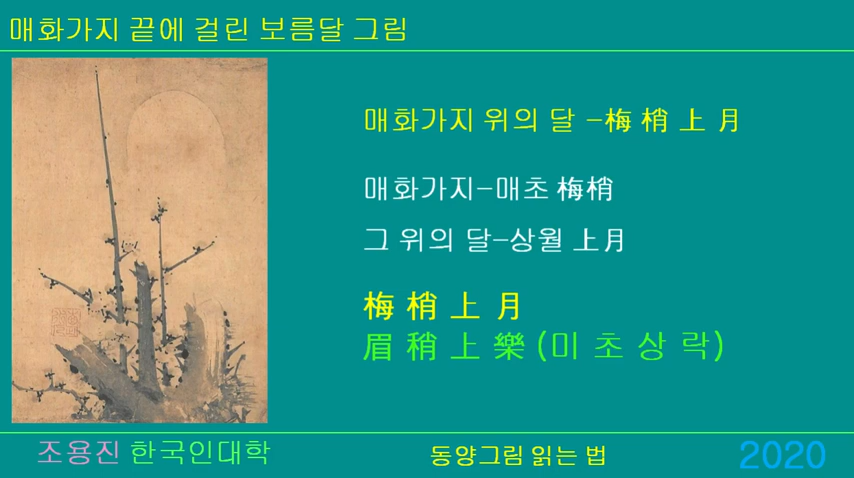 매화가지 끝에 걸린 보름달 그림
매화가지 위의 달 -梅 梢 上 月
매화가지-매초 梅梢
그 위의 달-상월 上月
梅 梢 上 月
眉 稍 上 樂 (미 초 상 락)
조용진 한국인대학
동양그림 읽는 법
2020